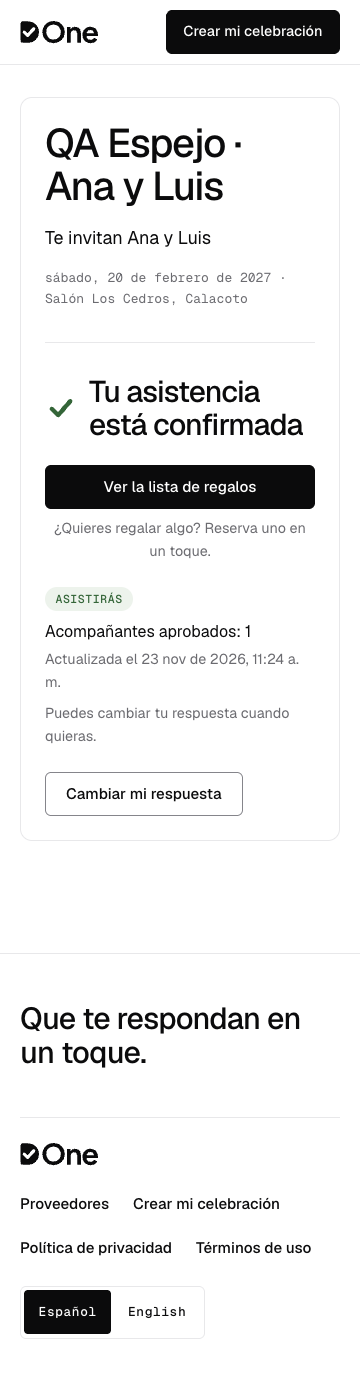 DOne
Crear mi celebración
QA Espejo ·
Ana y Luis
Te invitan Ana y Luis
sábado, 20 de febrero de 2027 ·
Salón Los Cedros, Calacoto
Tu asistencia
está confirmada
Ver la lista de regalos
¿Quieres regalar algo? Reserva uno en
un toque.
ASISTIRÁS
Acompañantes aprobados: 1
Actualizada el 23 nov de 2026, 11:24 a.
m.
Puedes cambiar tu respuesta cuando
quieras.
Cambiar mi respuesta
Que te respondan en
un toque.
DOne
Proveedores
Crear mi celebración
Política de privacidad
Términos de uso
Español
English